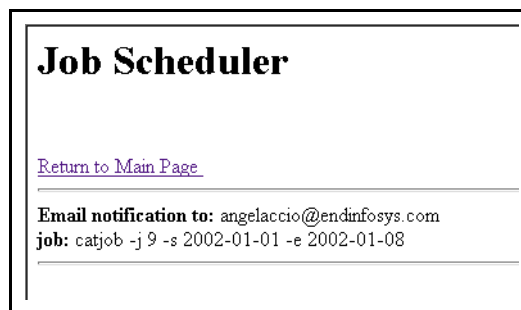 Job Scheduler
Return to Main Page
Email notification to: angelaccio@endinfosys.com
job: catjob -j 9 -s 2002-01-01 -e 2002-01-08